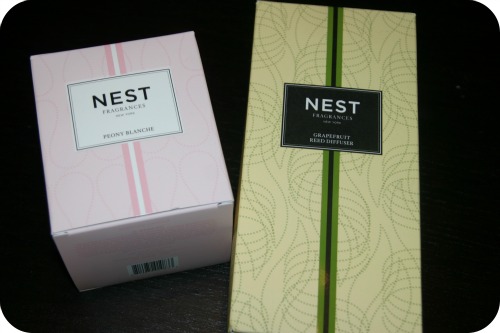 NEST
FRAGRANCES
NEW YORK
PEONY BLANCHE
NEST
FRAGRANCES
NEW YORK
GRAPEFRUIT
REED DIFFUSER